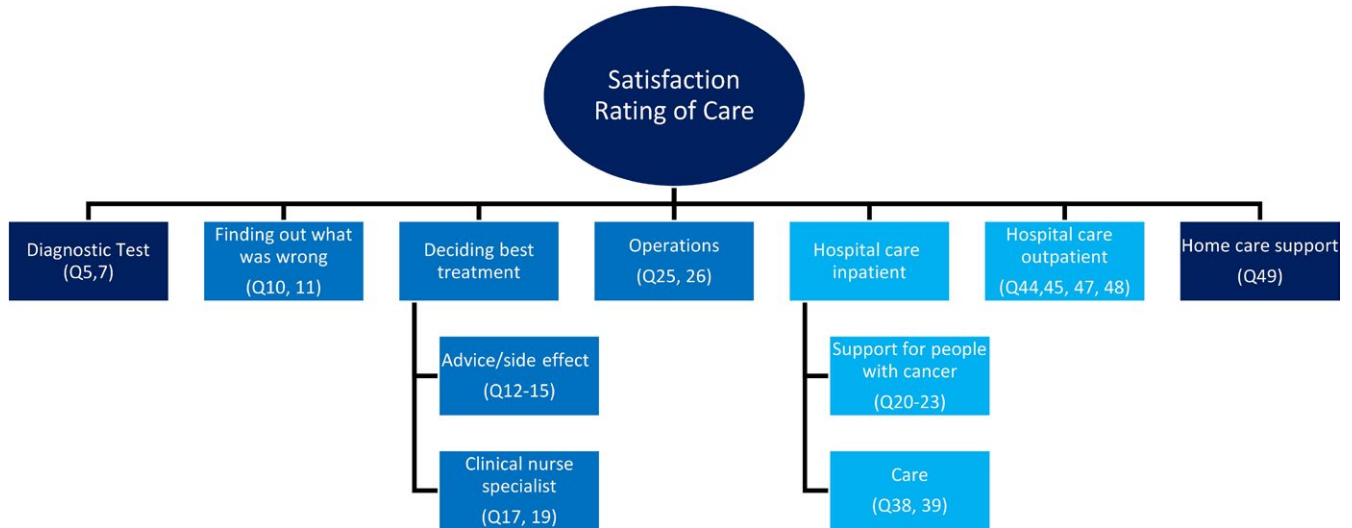 Satisfaction
Rating of Care
Diagnostic Test
(Q5,7)
Finding out what
was wrong
(Q10, 11)
Deciding best
treatment
Operations
(Q25, 26)
Hospital care
inpatient
Hospital care
outpatient
(Q44,45, 47, 48)
Home care support
(Q49)
Advice/side effect
(Q12-15)
Support for people
with cancer
(Q20-23)
Clinical nurse
specialist
(Q17, 19)
Care
(Q38, 39)